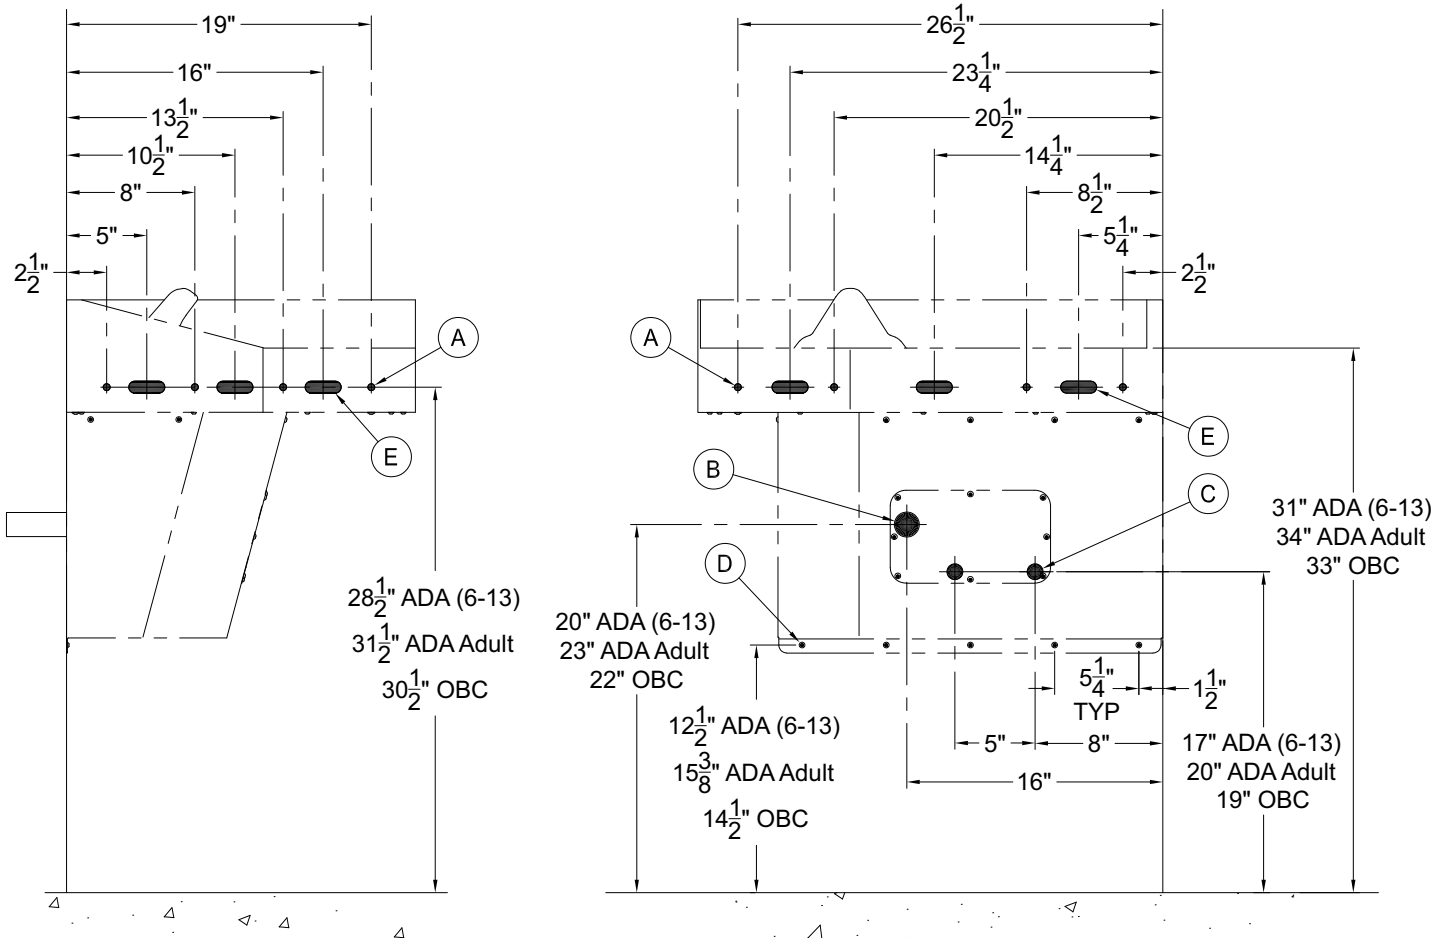 19"
16"
13 1/2"
10 1/2"
8"
5"
2 1/2"
A
E
28 1/2" ADA (6-13)
31 1/2" ADA Adult
30 1/2" OBC
26 1/2"
23 1/4"
20 1/2"
14 1/4"
8 1/2"
5 1/4"
2 1/2"
A
E
B
C
D
31" ADA (6-13)
34" ADA Adult
33" OBC
20" ADA (6-13)
23" ADA Adult
22" OBC
12 1/2" ADA (6-13)
15 3/8" ADA Adult
14 1/2" OBC
5 1/4"
TYP
1 1/2"
5"
8"
16"
17" ADA (6-13)
20" ADA Adult
19" OBC